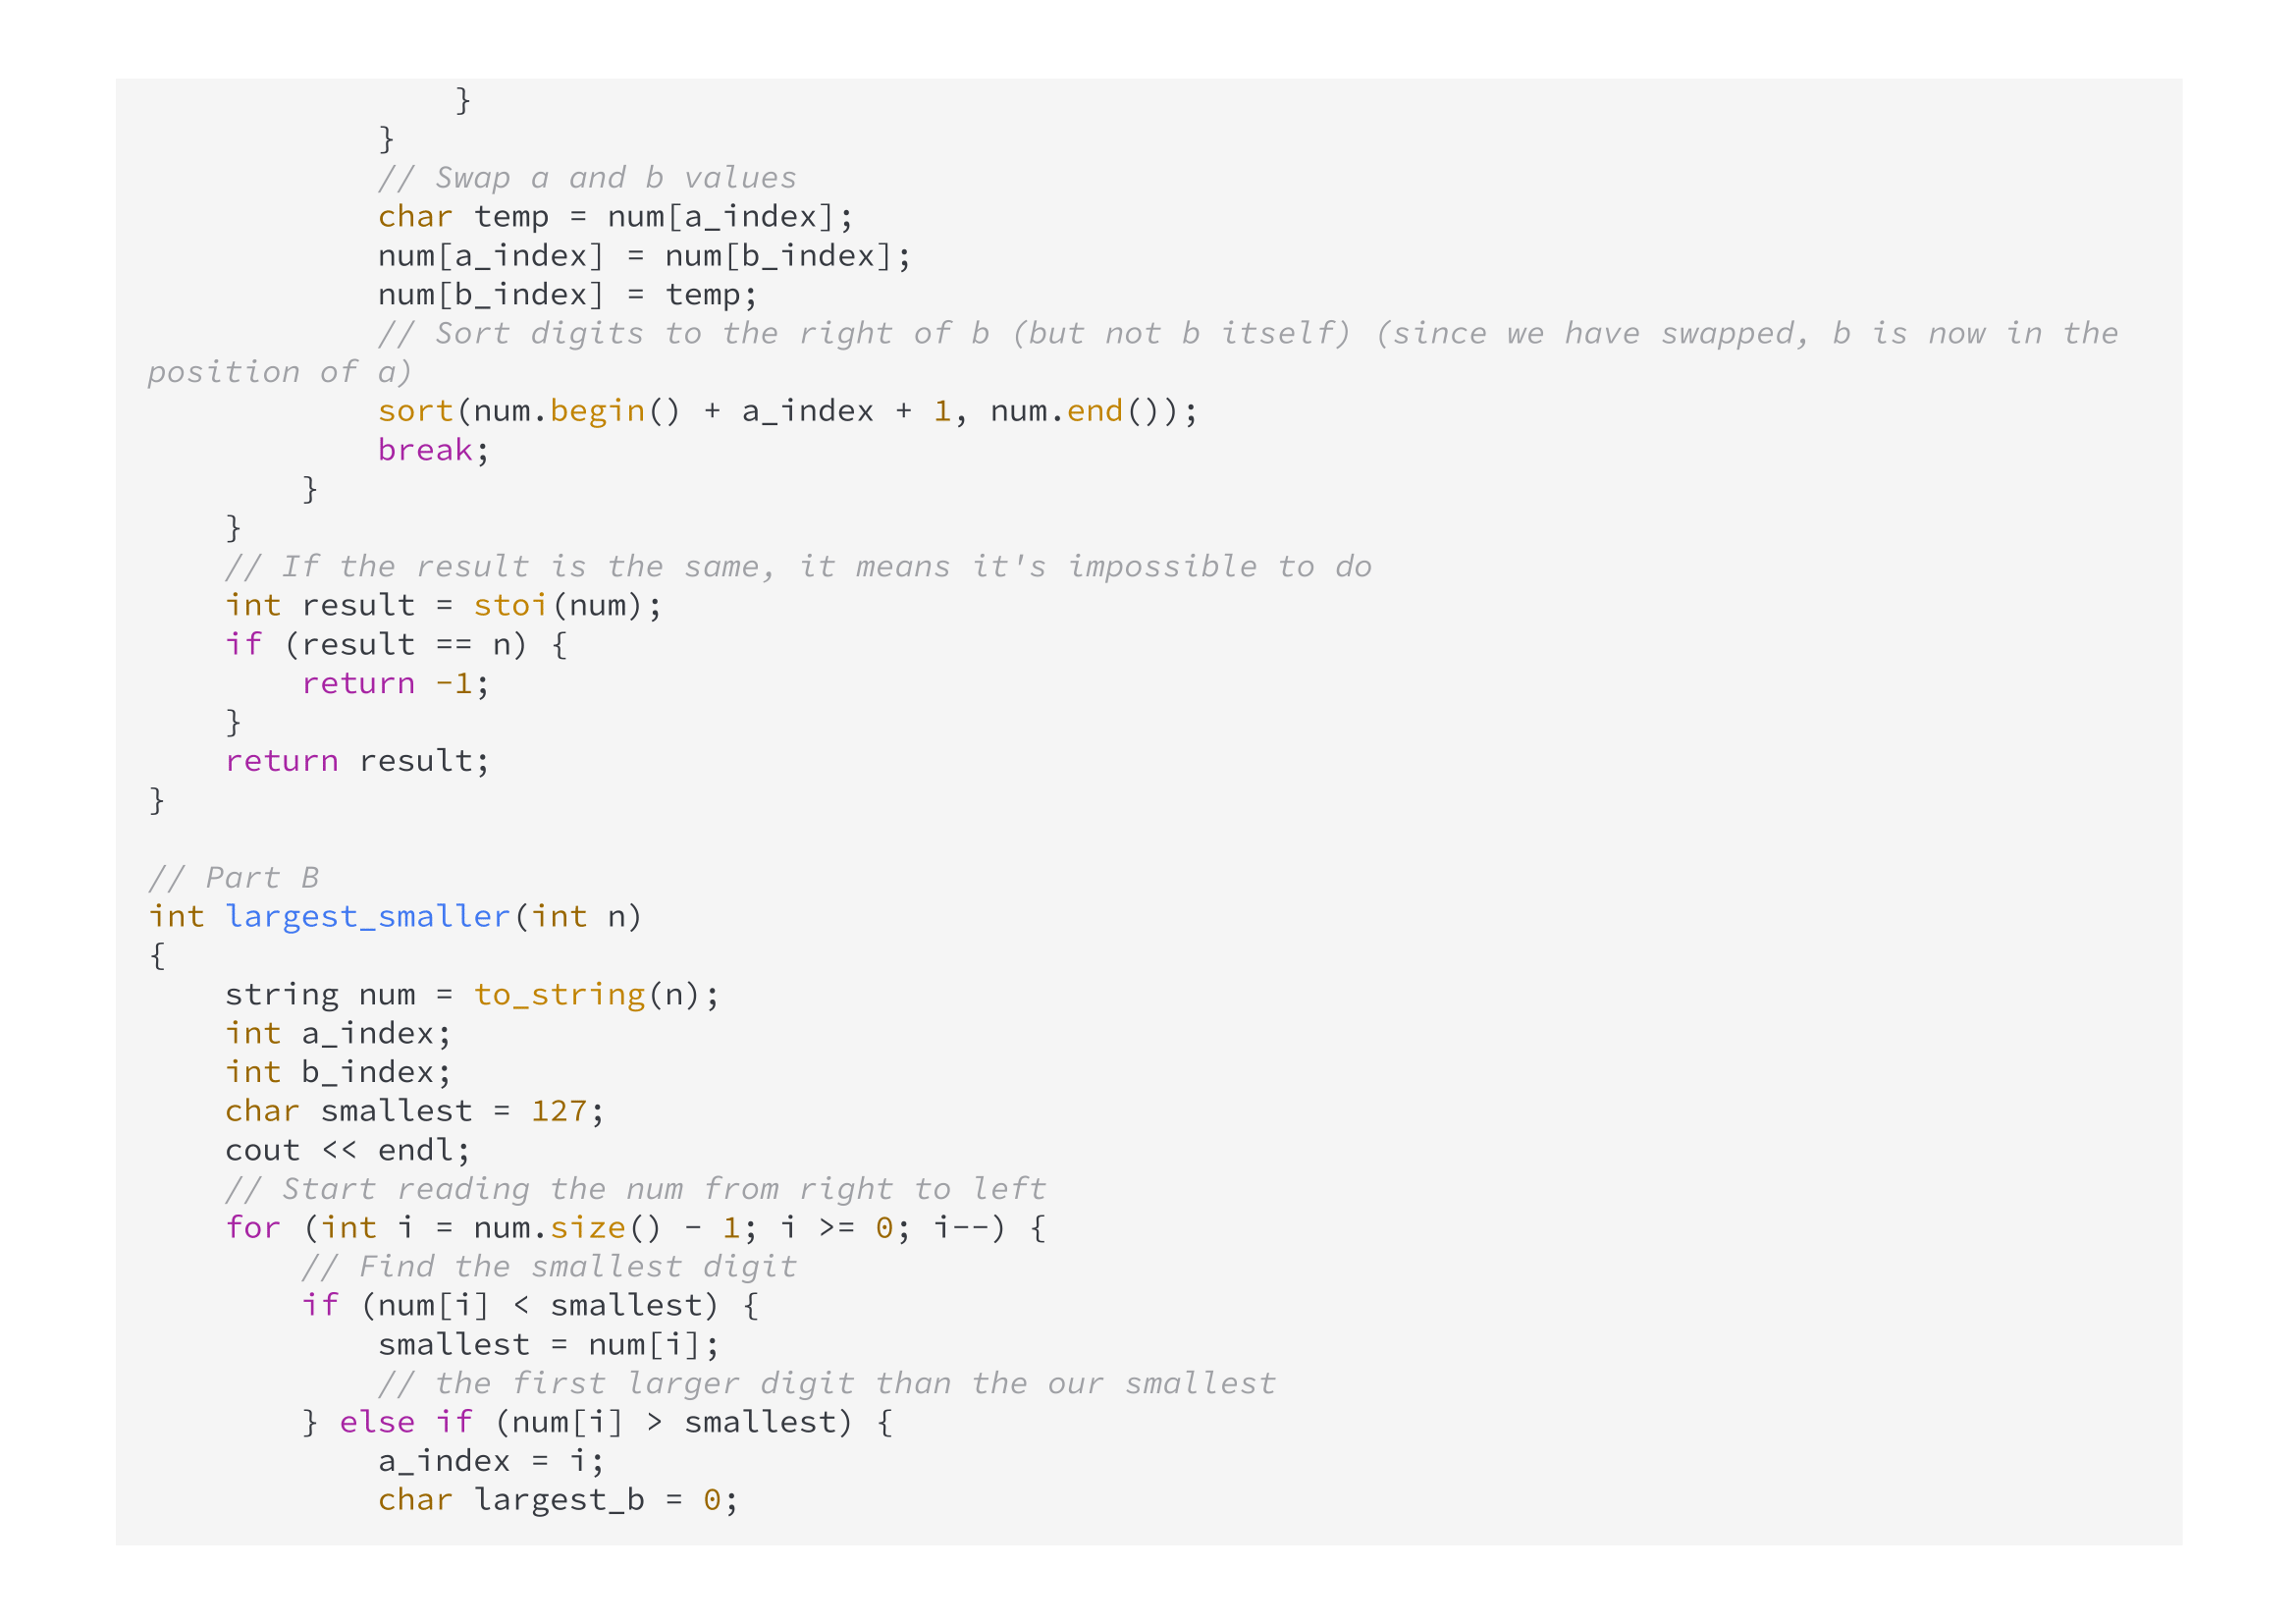 }
            }
            // Swap a and b values
            char temp = num[a_index];
            num[a_index] = num[b_index];
            num[b_index] = temp;
            // Sort digits to the right of b (but not b itself) (since we have swapped, b is now in the
position of a)
            sort(num.begin() + a_index + 1, num.end());
            break;
        }
    }
    // If the result is the same, it means it's impossible to do
    int result = stoi(num);
    if (result == n) {
        return -1;
    }
    return result;
}

// Part B
int largest_smaller(int n)
{
    string num = to_string(n);
    int a_index;
    int b_index;
    char smallest = 127;
    cout << endl;
    // Start reading the num from right to left
    for (int i = num.size() - 1; i >= 0; i--) {
        // Find the smallest digit
        if (num[i] < smallest) {
            smallest = num[i];
            // the first larger digit than the our smallest
        } else if (num[i] > smallest) {
            a_index = i;
            char largest_b = 0;